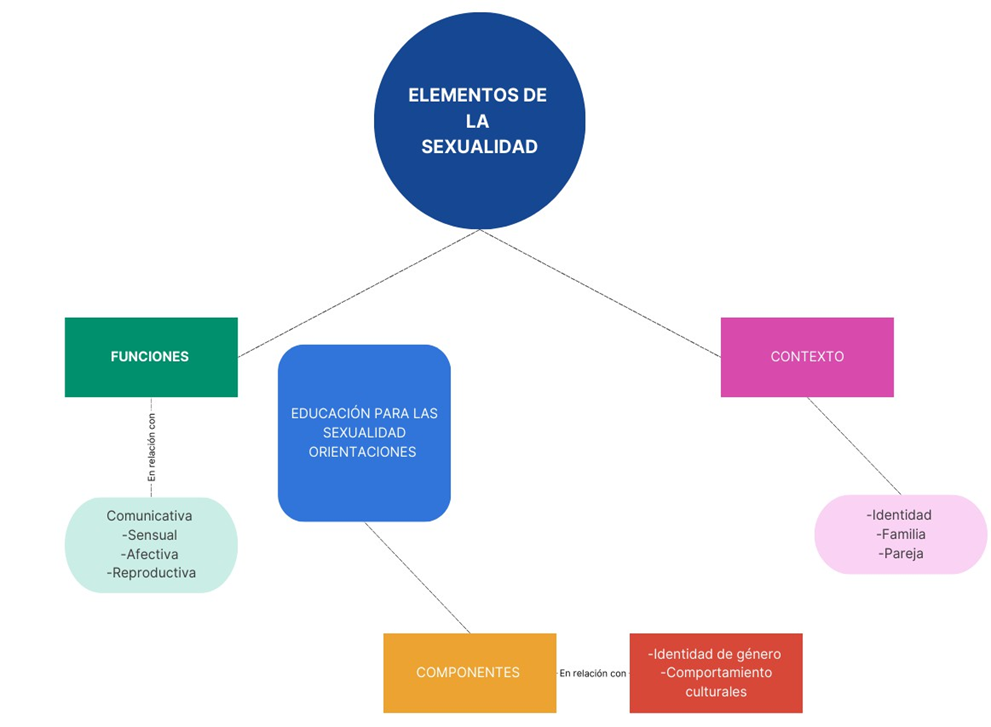 ELEMENTOS DE
LA
SEXUALIDAD
FUNCIONES
CONTEXTO
EDUCACIÓN PARA LAS
SEXUALIDAD
ORIENTACIONES
En relación con
Comunicativa
-Sensual
-Afectiva
-Reproductiva
-Identidad
-Familia
-Pareja
COMPONENTES
En relación con
-Identidad de género
-Comportamiento
culturales